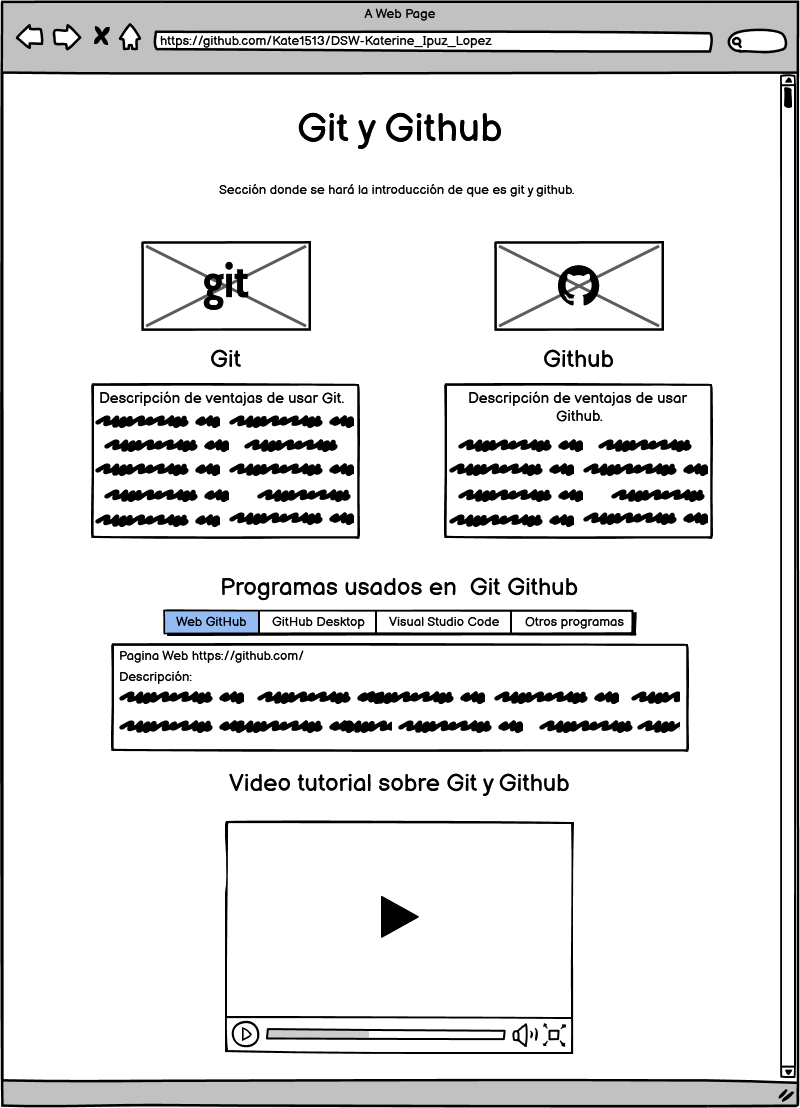 A Web Page
https://github.com/Kate1513/DSW-Katerine_Ipuz_Lopez
Git y Github
Sección donde se hará la introducción de que es git y github.
git
Git
Github
Descripción de ventajas de usar Git.
Descripción de ventajas de usar
Github.
Programas usados en Git Github
Web GitHub
GitHub Desktop
Visual Studio Code
Otros programas
Pagina Web https://github.com/
Descripción:
Video tutorial sobre Git y Github